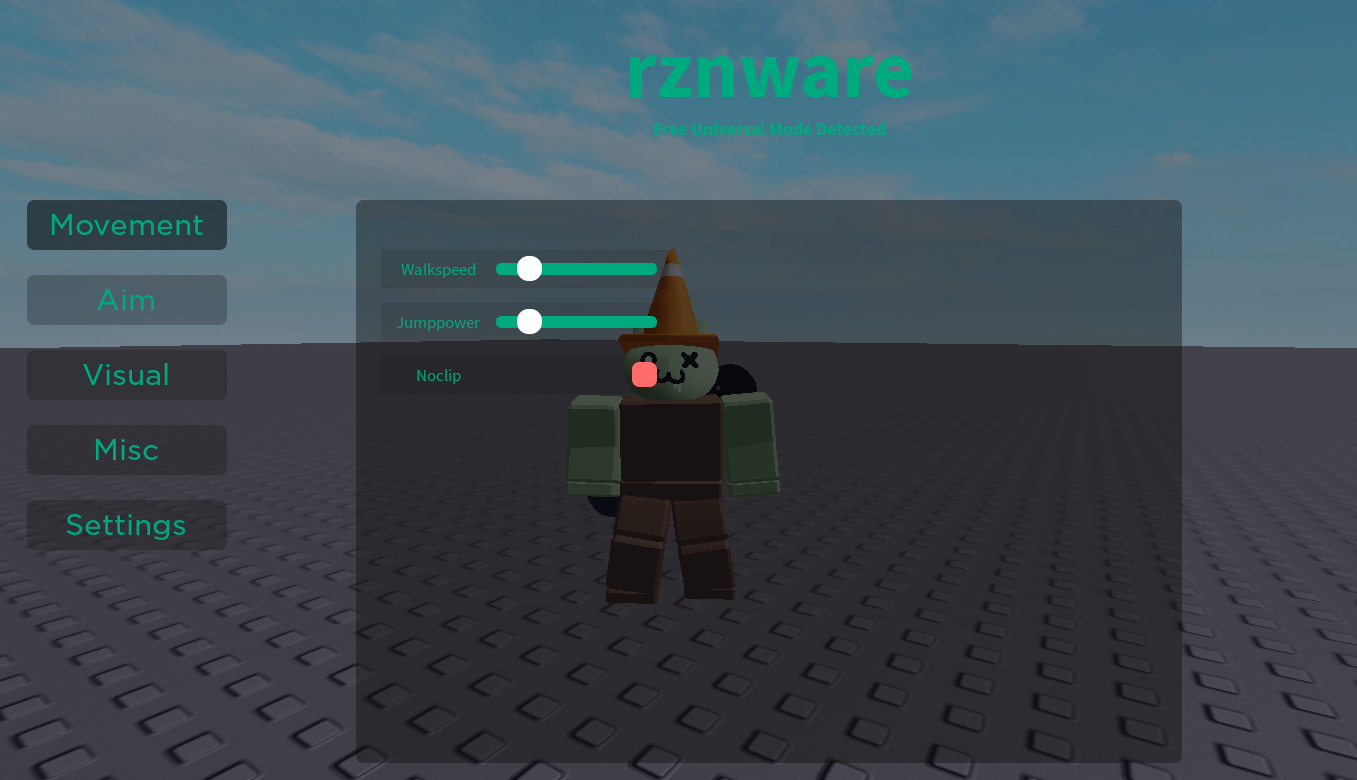 rznware
Free Universal Mode Detected
Movement
Aim
Visual
Misc
Settings
Walkspeed
Jumppower
Noclip